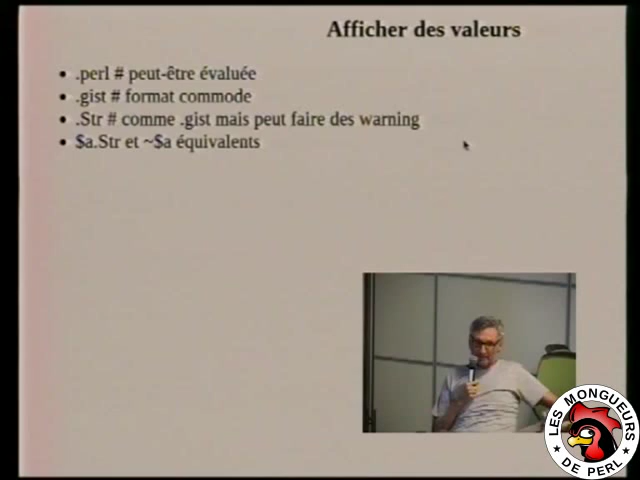 Afficher des valeurs
.perl # peut-être évaluée
.gist # format commode
.Str # comme .gist mais peut faire des warning
$a.Str et ~$a équivalents
LES MONGUEURS
DE PERL